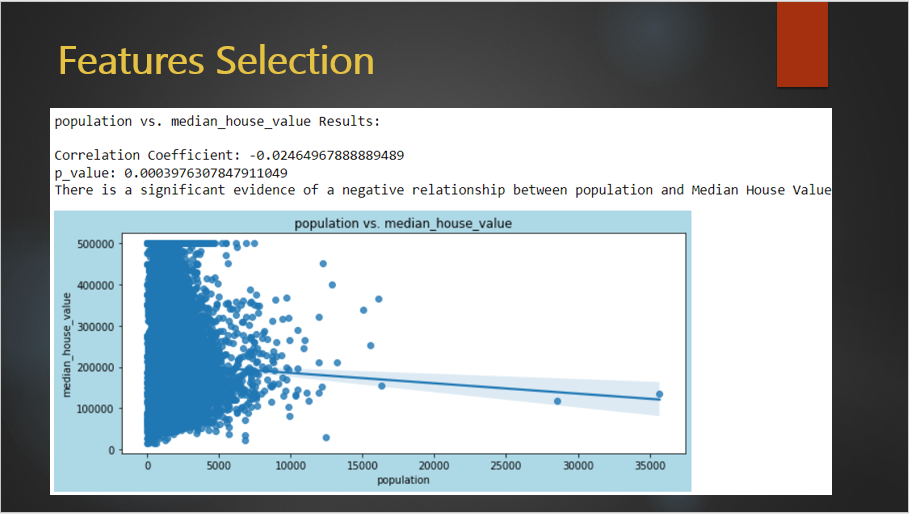 Features Selection
population vs. median_house_value Results:
Correlation Coefficient: -0.02464967888889489
p_value: 0.0003976307847911049
There is a significant evidence of a negative relationship between population and Median House Value
population vs. median_house_value
500000
400000
300000
200000
100000
0
median_house_value
0 5000 10000 15000 20000 25000 30000 35000
population